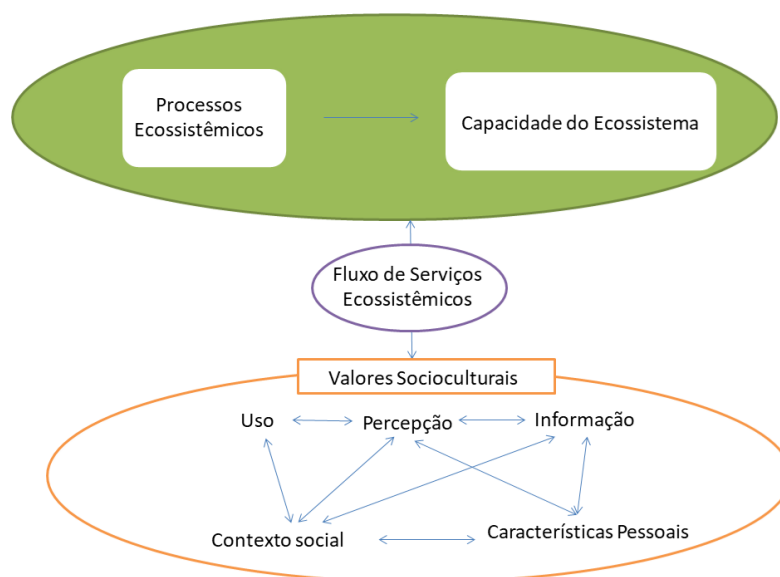 Processos
Ecossistêmicos
Capacidade do Ecossistema
Fluxo de Serviços
Ecossistêmicos
Valores Socioculturais
Uso
Percepção
Informação
Contexto social
Características Pessoais